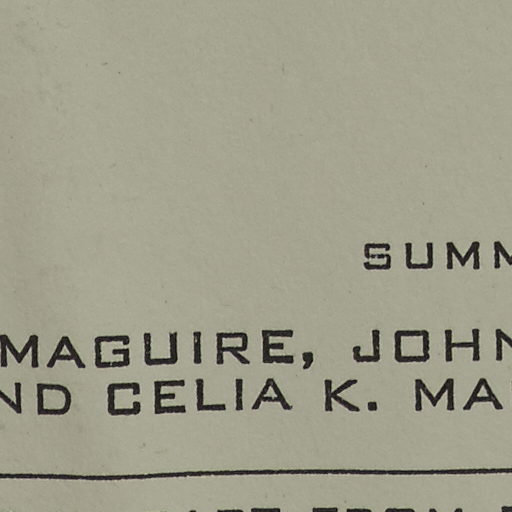 SUMM
MAGUIRE, JOHN
ND CELIA K. MA